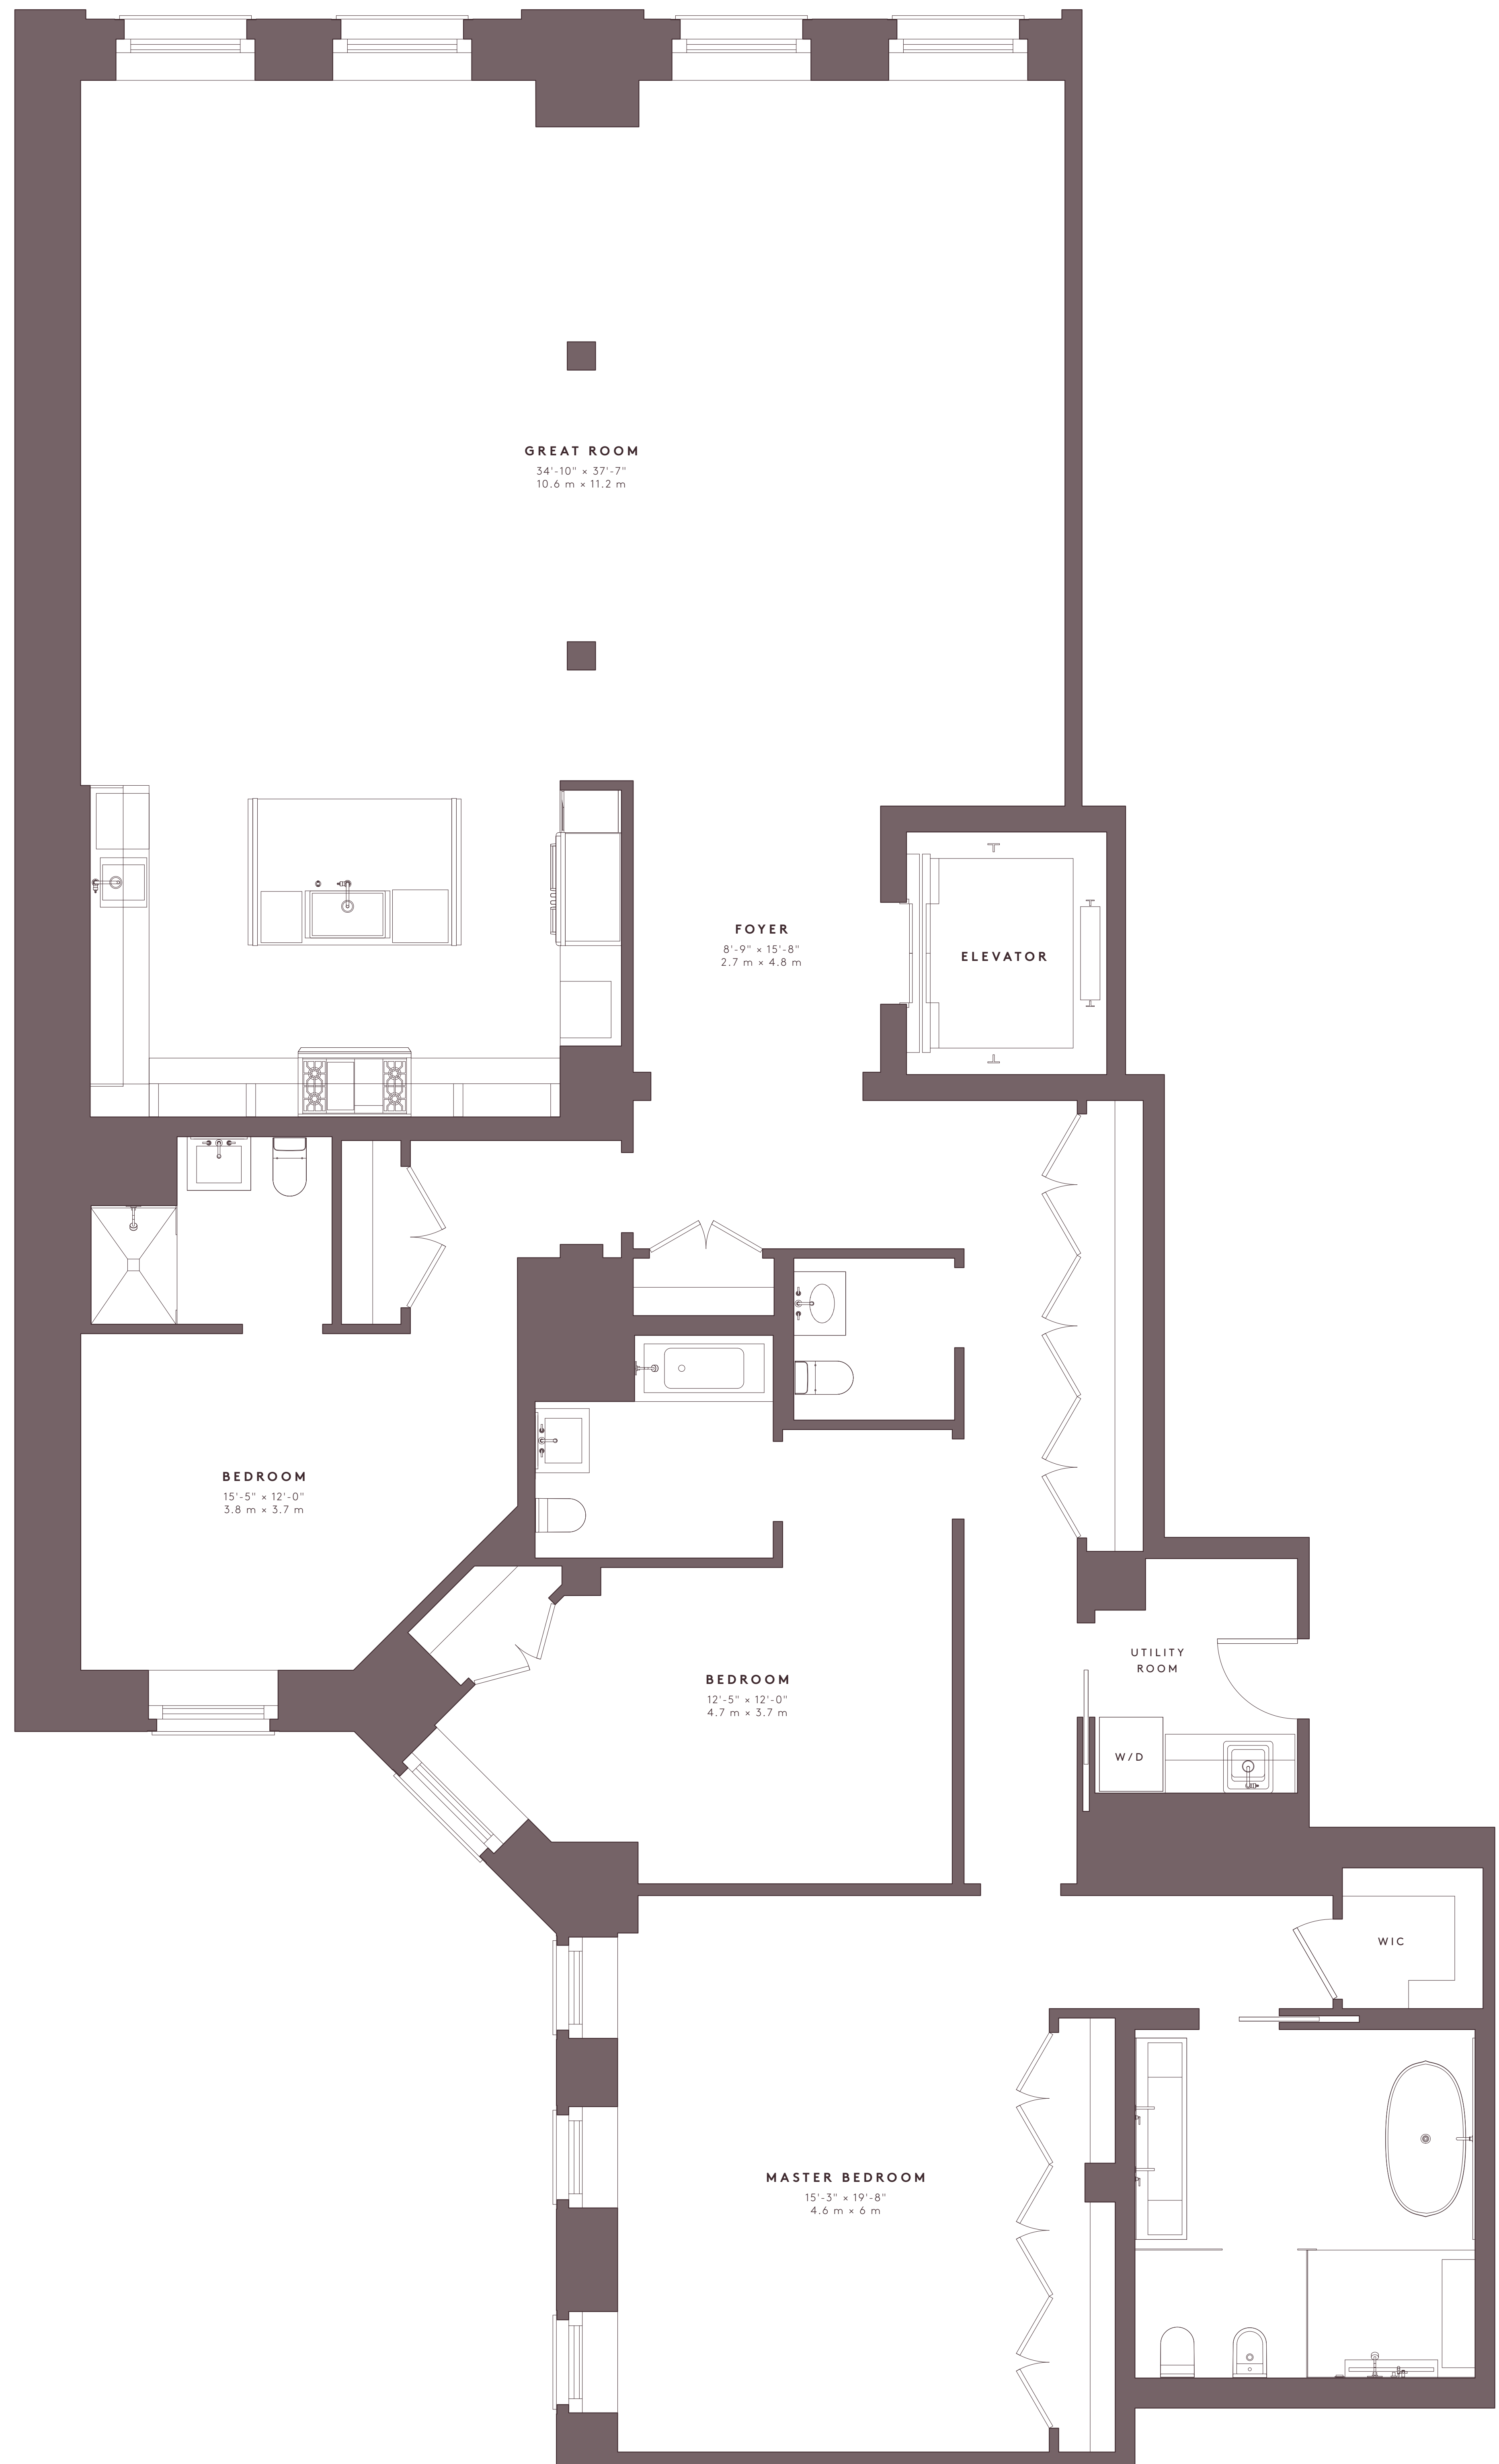 GREAT ROOM
34'-10" × 37'-7"
10.6 m × 11.2 m
FOYER
8'-9" × 15'-8"
2.7 m × 4.8 m
ELEVATOR
BEDROOM
15'-5" × 12'-0"
3.8 m × 3.7 m
UTILITY
ROOM
BEDROOM
12'-5" × 12'-0"
4.7 m × 3.7 m
W/D
WIC
MASTER BEDROOM
15'-3" × 19'-8"
4.6 m × 6 m